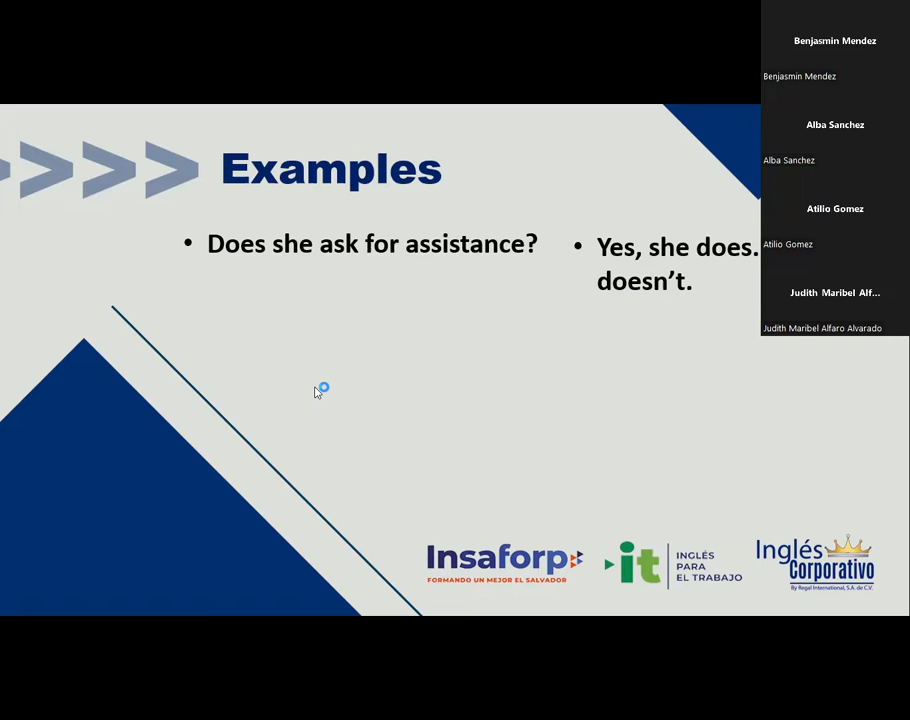 Benjasmin Mendez
Benjasmin Mendez
Alba Sanchez
Alba Sanchez
Atilio Gomez
Atilio Gomez
Judith Maribel Alf...
Judith Maribel Alfaro Alvarado
>>>> Examples
• Does she ask for assistance?
• Yes, she does.
doesn't.
Insaforp
FORMANDO UN MEJOR EL SALVADOR
it
INGLÉS
PARA
EL TRABAJO
Inglés
Corporativo
By Regal International, S.A. de C.V.